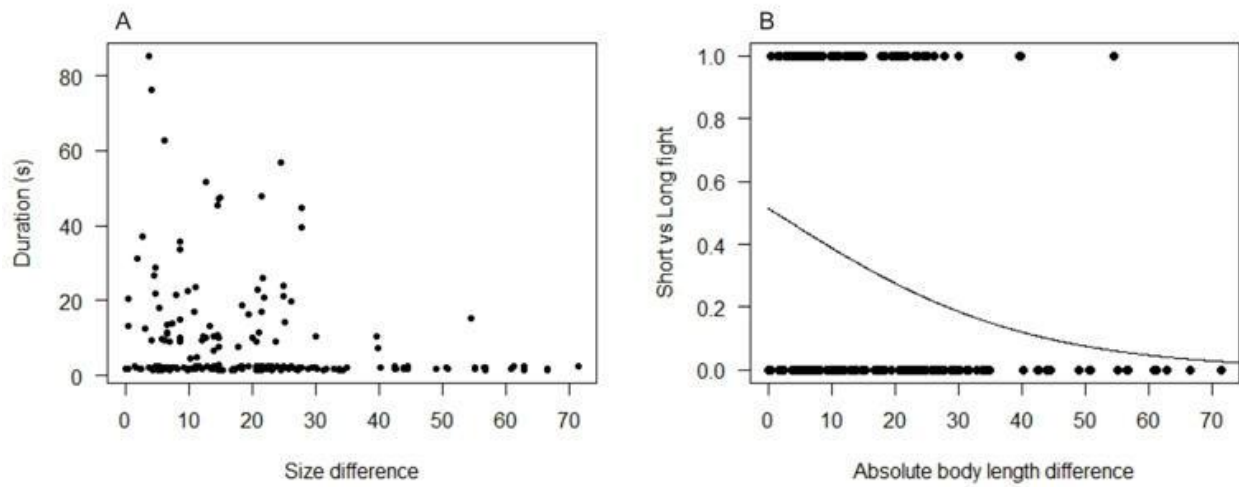 A
Duration (s)
80
60
40
20
0
0 10 20 30 40 50 60 70
Size difference
B
Short vs Long fight
1.0
0.8
0.6
0.4
0.2
0.0
0 10 20 30 40 50 60 70
Absolute body length difference